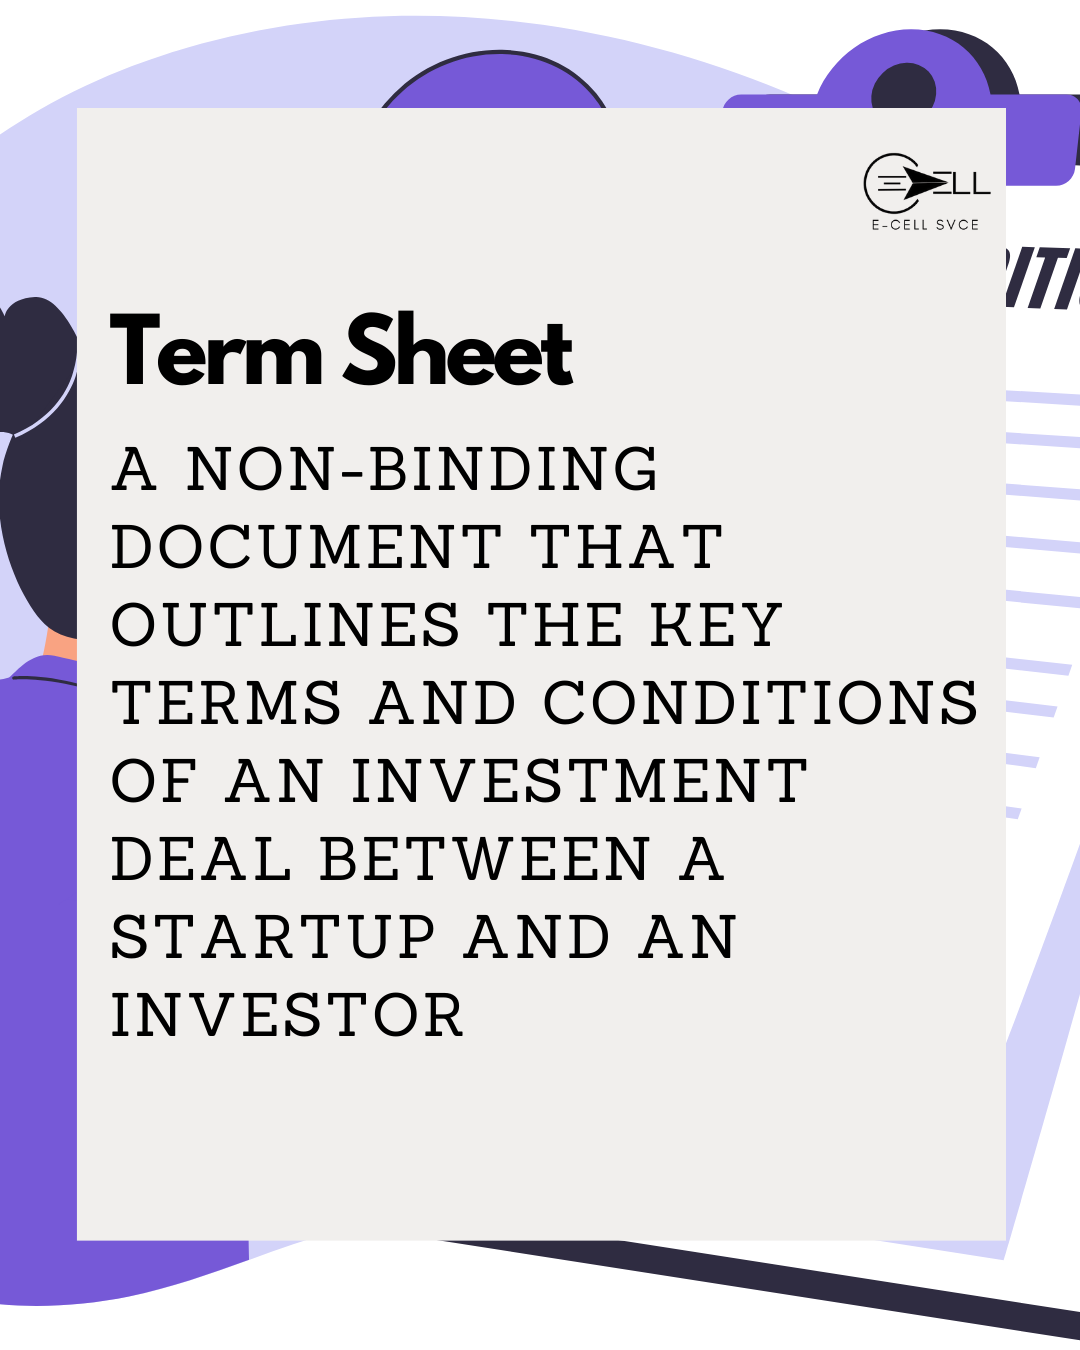 ELL
E-CELL SVCE
Term Sheet
A NON-BINDING
DOCUMENT THAT
OUTLINES THE KEY
TERMS AND CONDITIONS
OF AN INVESTMENT
DEAL BETWEEN A
STARTUP AND AN
INVESTOR